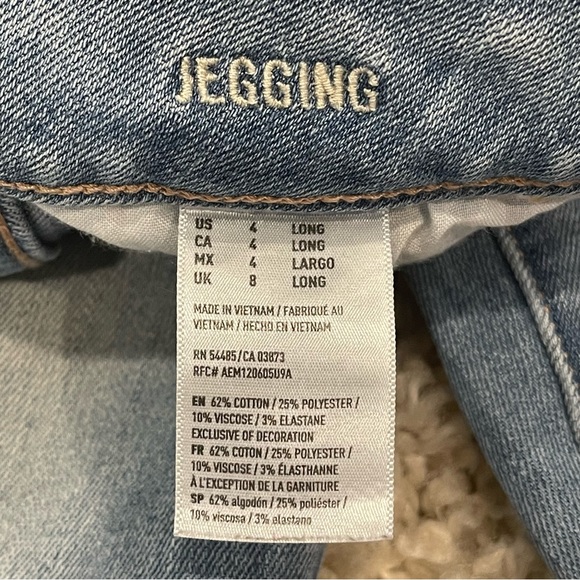 JEGGING
US 4 LONG
CA 4 LONG
MX 4 LARGO
UK 8 LONG
MADE IN VIETNAM / FABRIQUÉ AU
VIETNAM / HECHO EN VIETNAM
RN 54485/CA 03873
RFC# AEM120605U9A
EN 62% COTTON / 25% POLYESTER /
10% VISCOSE / 3% ELASTANE
EXCLUSIVE OF DECORATION
FR 62% COTON / 25% POLYESTER /
10% VISCOSE / 3% ÉLASTHANNE
À L'EXCEPTION DE LA GARNITURE
SP 62% algodón / 25% poliéster /
10% viscosa / 3% elastano